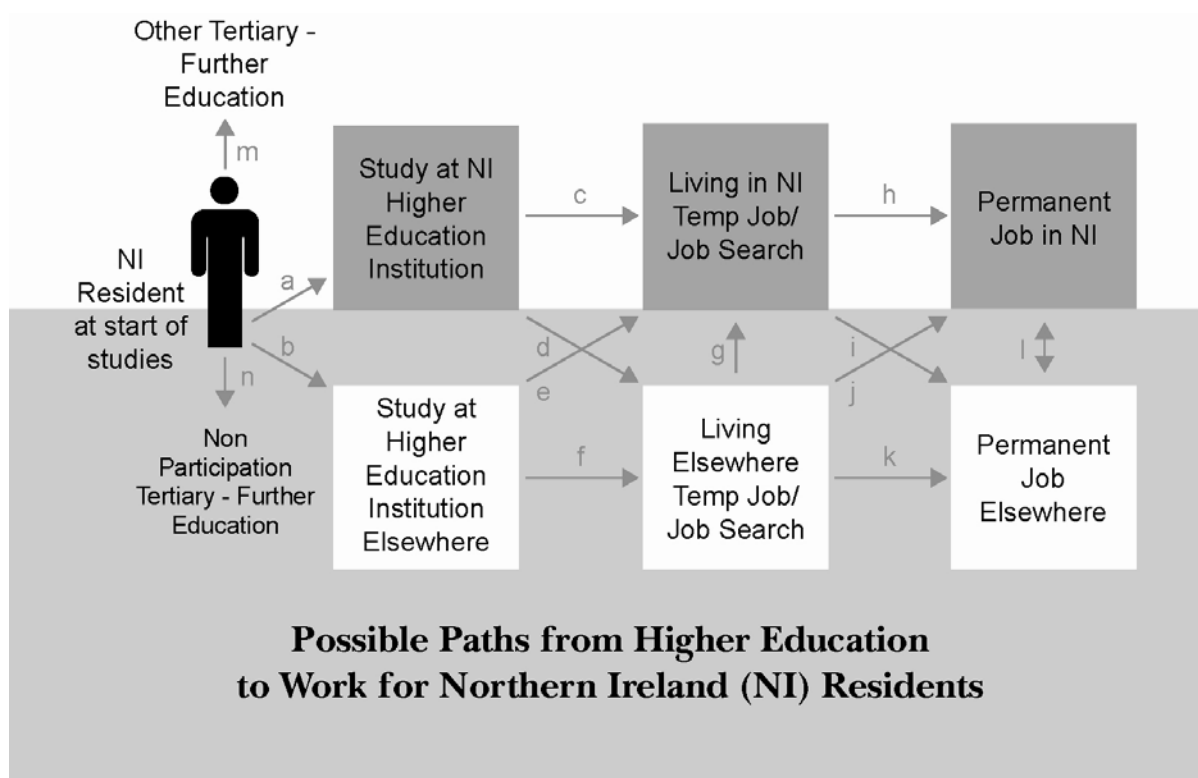 Other Tertiary -
Further
Education
m
NI
Resident
at start of
studies
a
b
n
Non
Participation
Tertiary - Further
Education
Study at NI
Higher
Education
Institution
c
Living in NI
Temp Job/
Job Search
h
Permanent
Job in NI
d
e
g
i
j
l
Study at
Higher
Education
Institution
Elsewhere
f
Living
Elsewhere
Temp Job/
Job Search
k
Permanent
Job
Elsewhere
Possible Paths from Higher Education
to Work for Northern Ireland (NI) Residents